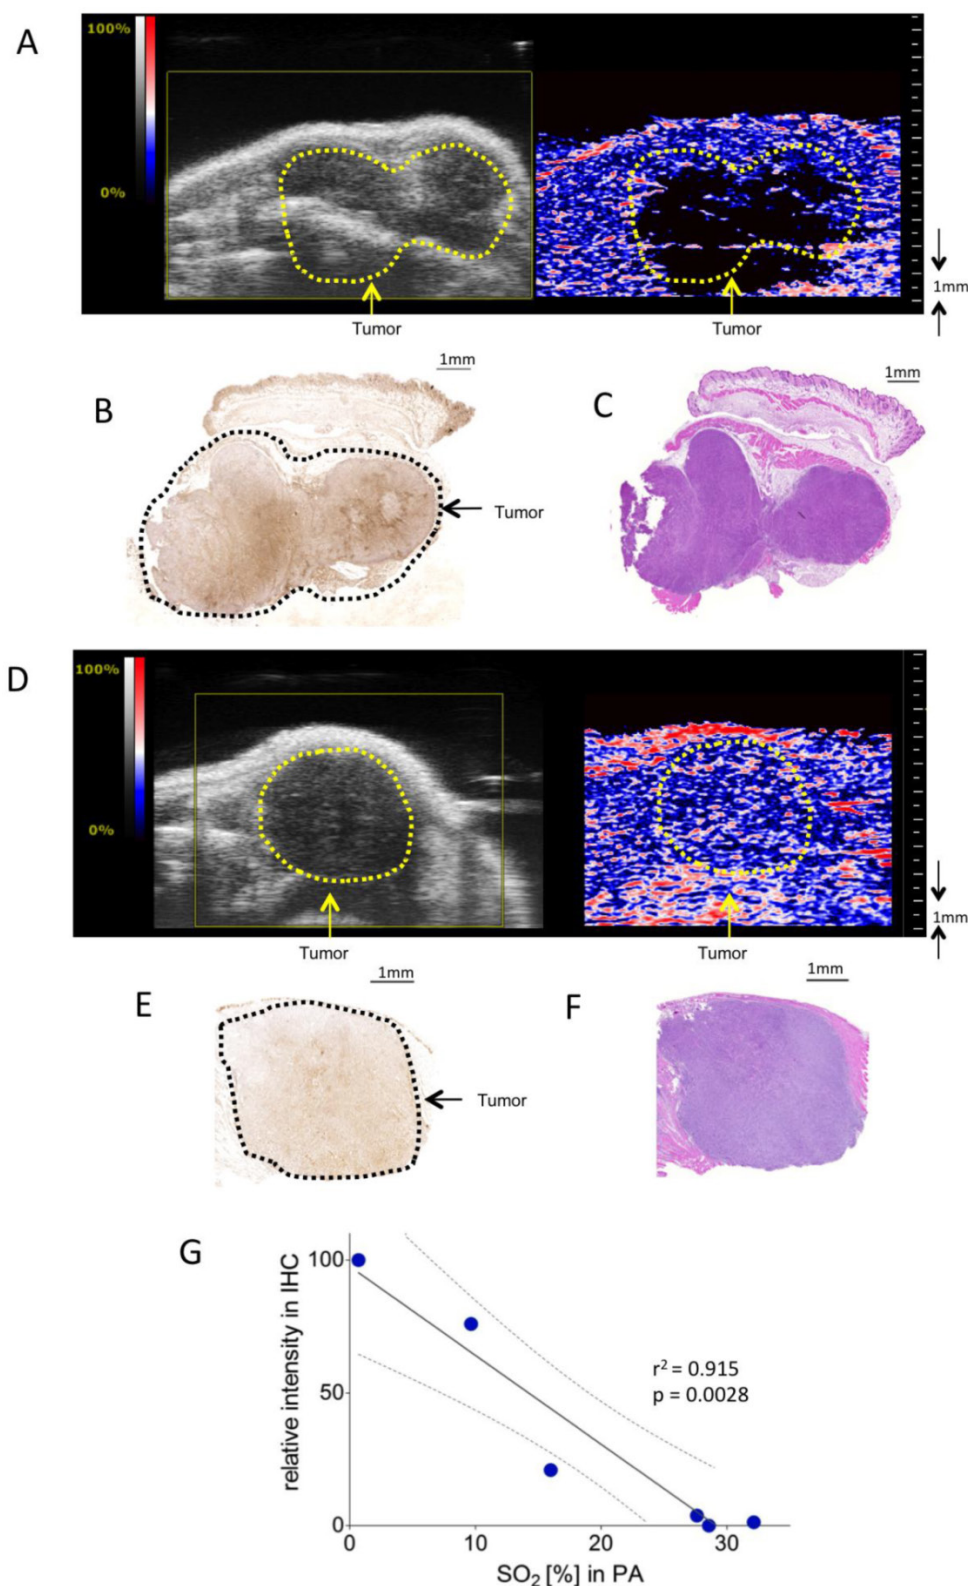 A
100%
0%
1mm
Tumor
Tumor
1mm
1mm
B
C
Tumor
D
100%
0%
1mm
Tumor
Tumor
1mm
1mm
E
F
Tumor
G
relative intensity in IHC
100
50
0
r² = 0.915
p = 0.0028
0
10
20
30
SO₂ [%] in PA